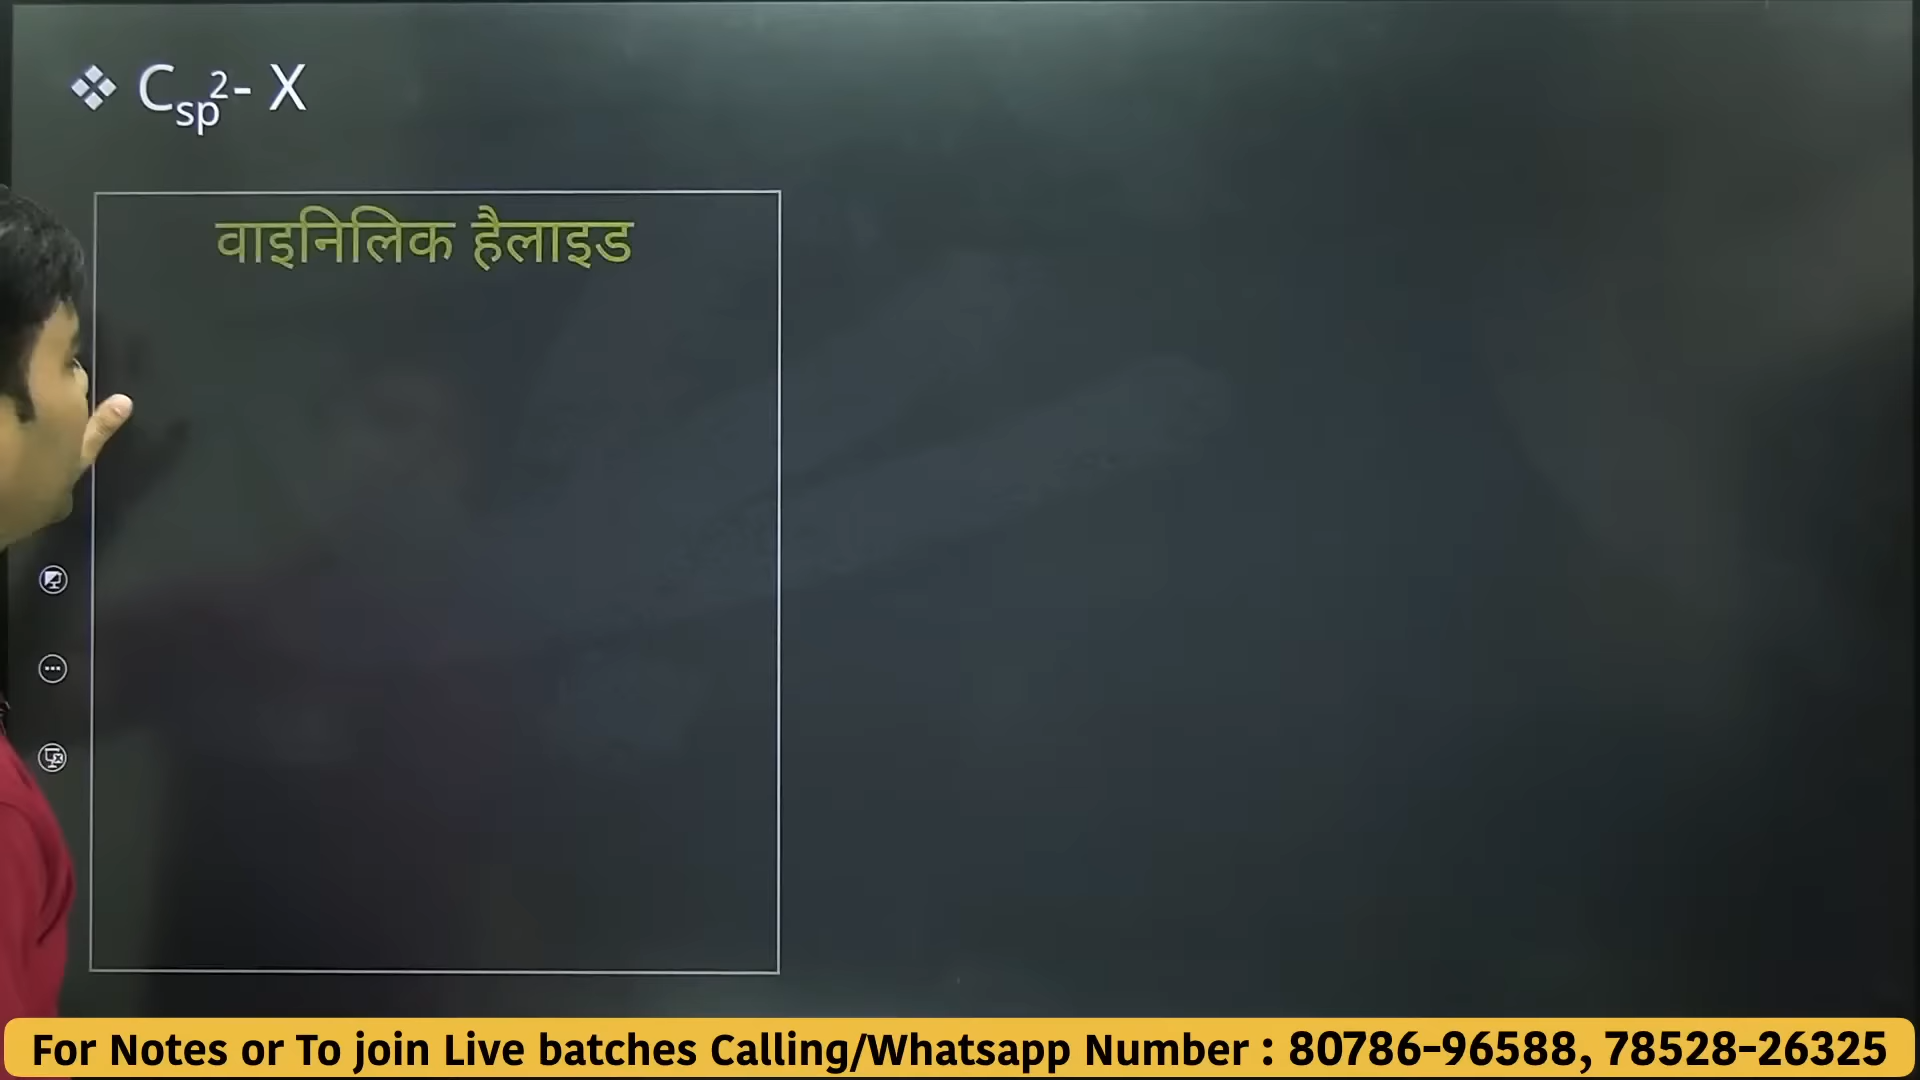 ❖ Csp²- X
वाइनिलिक हैलाइड
For Notes or To join Live batches Calling/Whatsapp Number : 80786-96588, 78528-26325